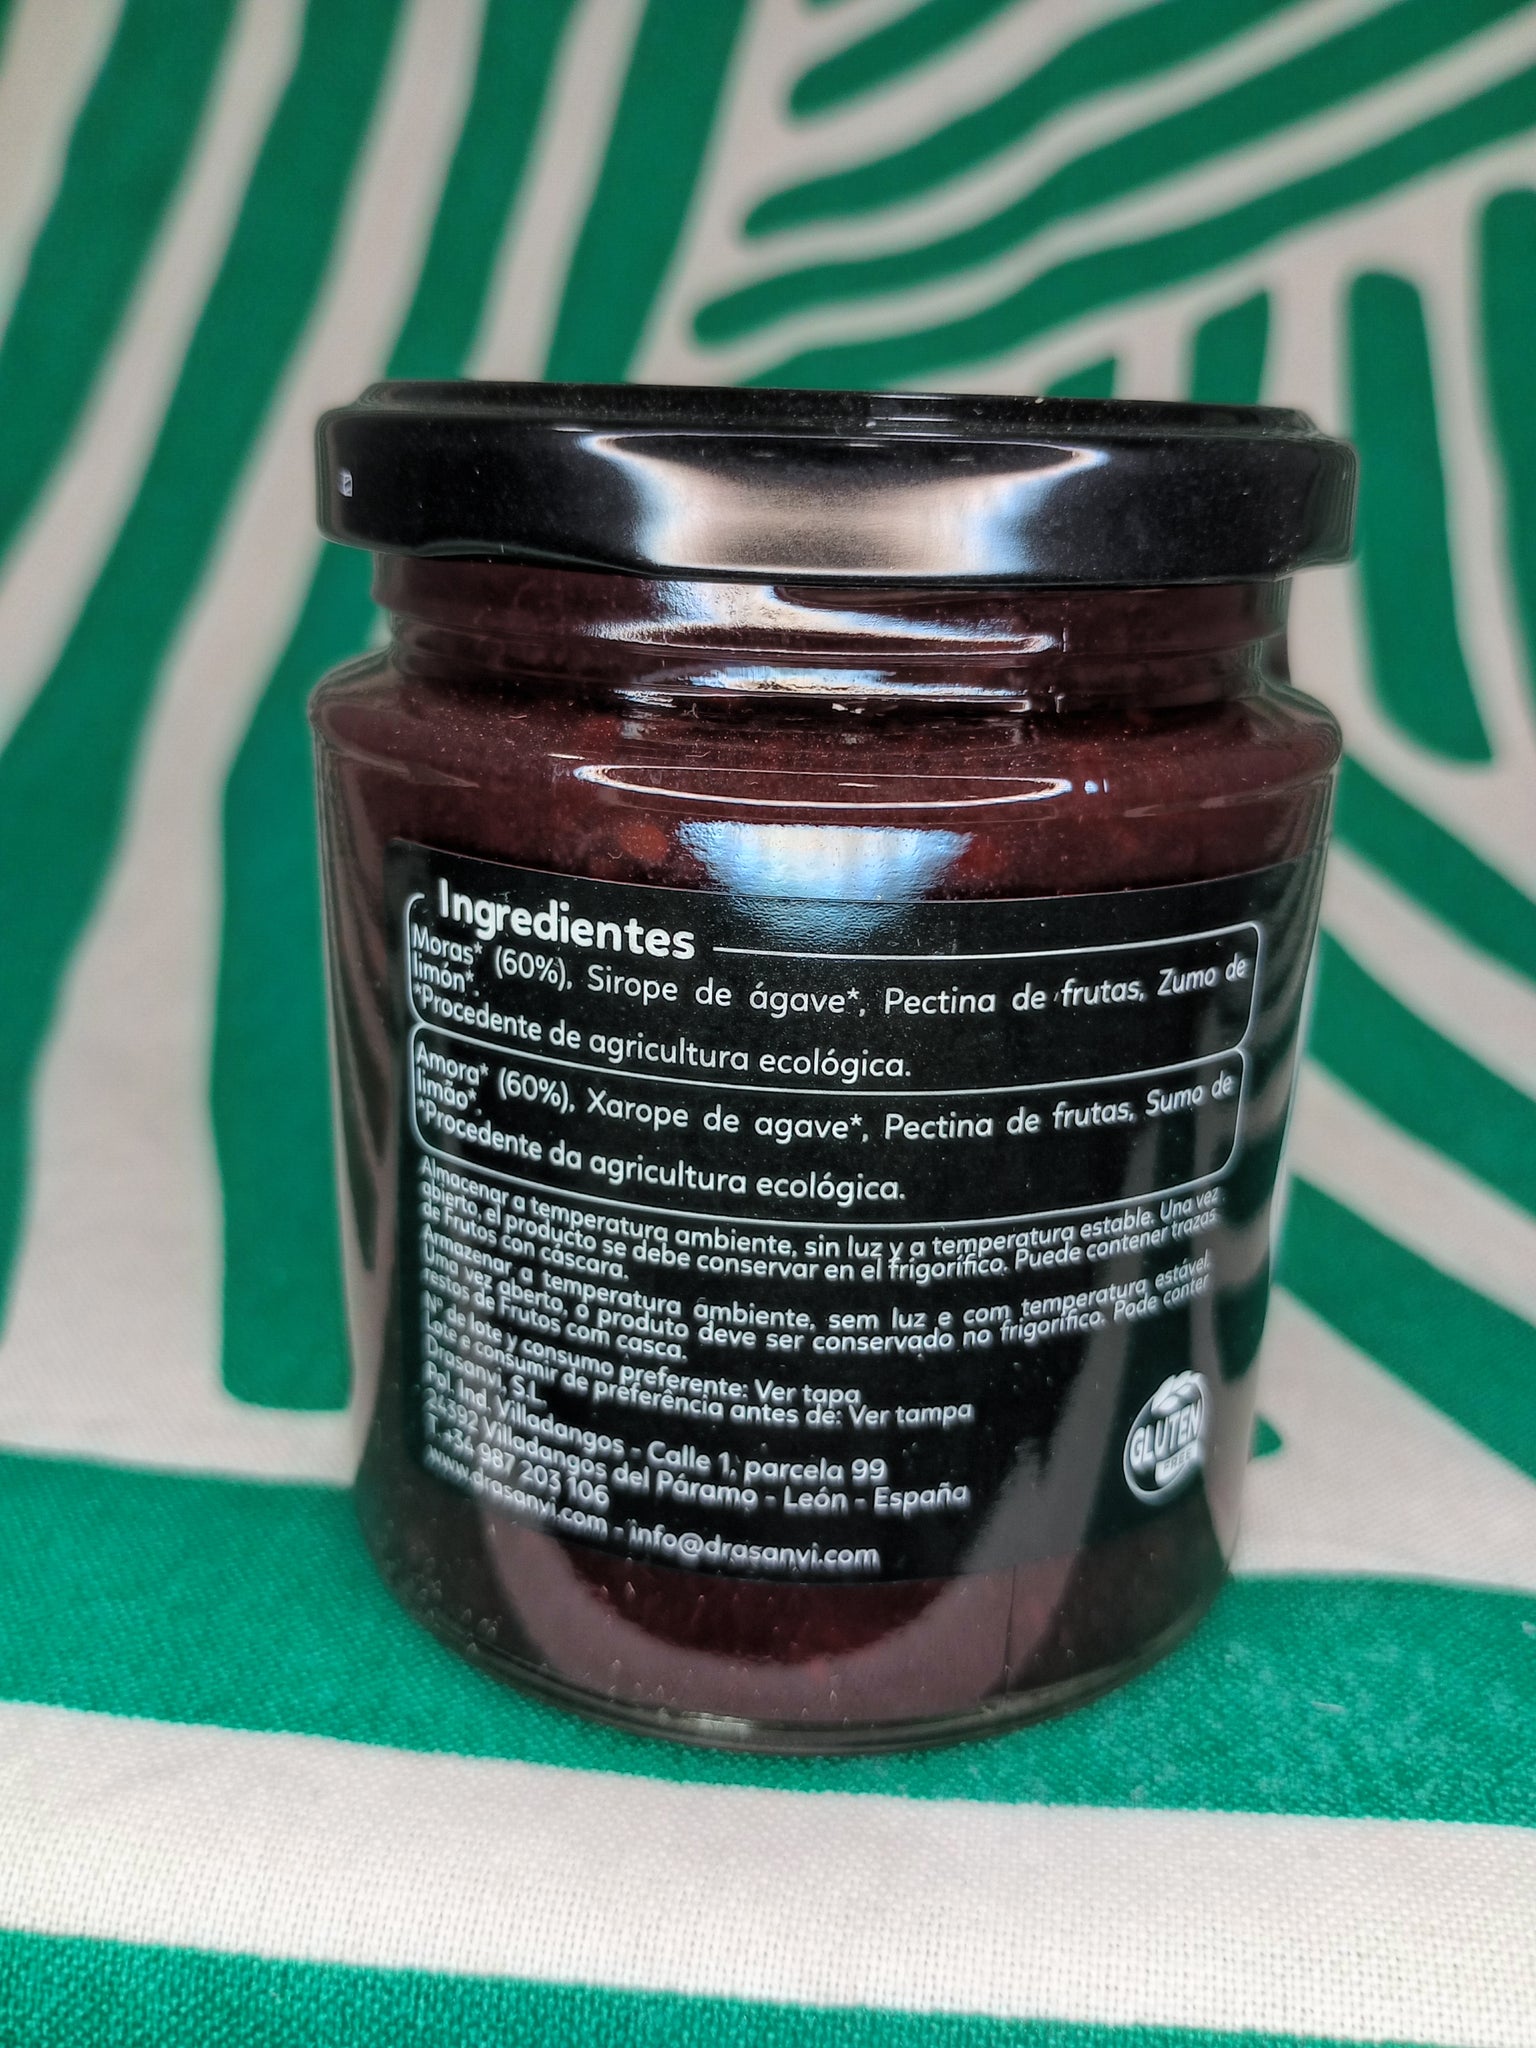 Ingredientes
Moras* (60%), Sirope de ágave*, Pectina de frutas, Zumo de
limón*.
*Procedente de agricultura ecológica.
Amora* (60%), Xarope de agave*, Pectina de frutas, Sumo de
limão*.
*Procedente da agricultura ecológica.
Almacenar a temperatura ambiente, sin luz y a temperatura estable. Una vez
abierto, el producto se debe conservar en el frigorífico. Puede contener trazas
de Frutos con cáscara.
Armazenar a temperatura ambiente, sem luz e com temperatura estável.
Uma vez aberto, o produto deve ser conservado no frigorífico. Pode conter
restos de Frutos com casca.
Nº de lote y consumo preferente: Ver tapa
Lote e consumir de preferência antes de: Ver tampa
Drasanvi, S.L.
Pol. Ind. Villadangos - Calle 1, parcela 99
24392 Villadangos del Páramo - León - España
T. +34 987 203 106
www.drasanvi.com - info@drasanvi.com
GLUTEN
FREE